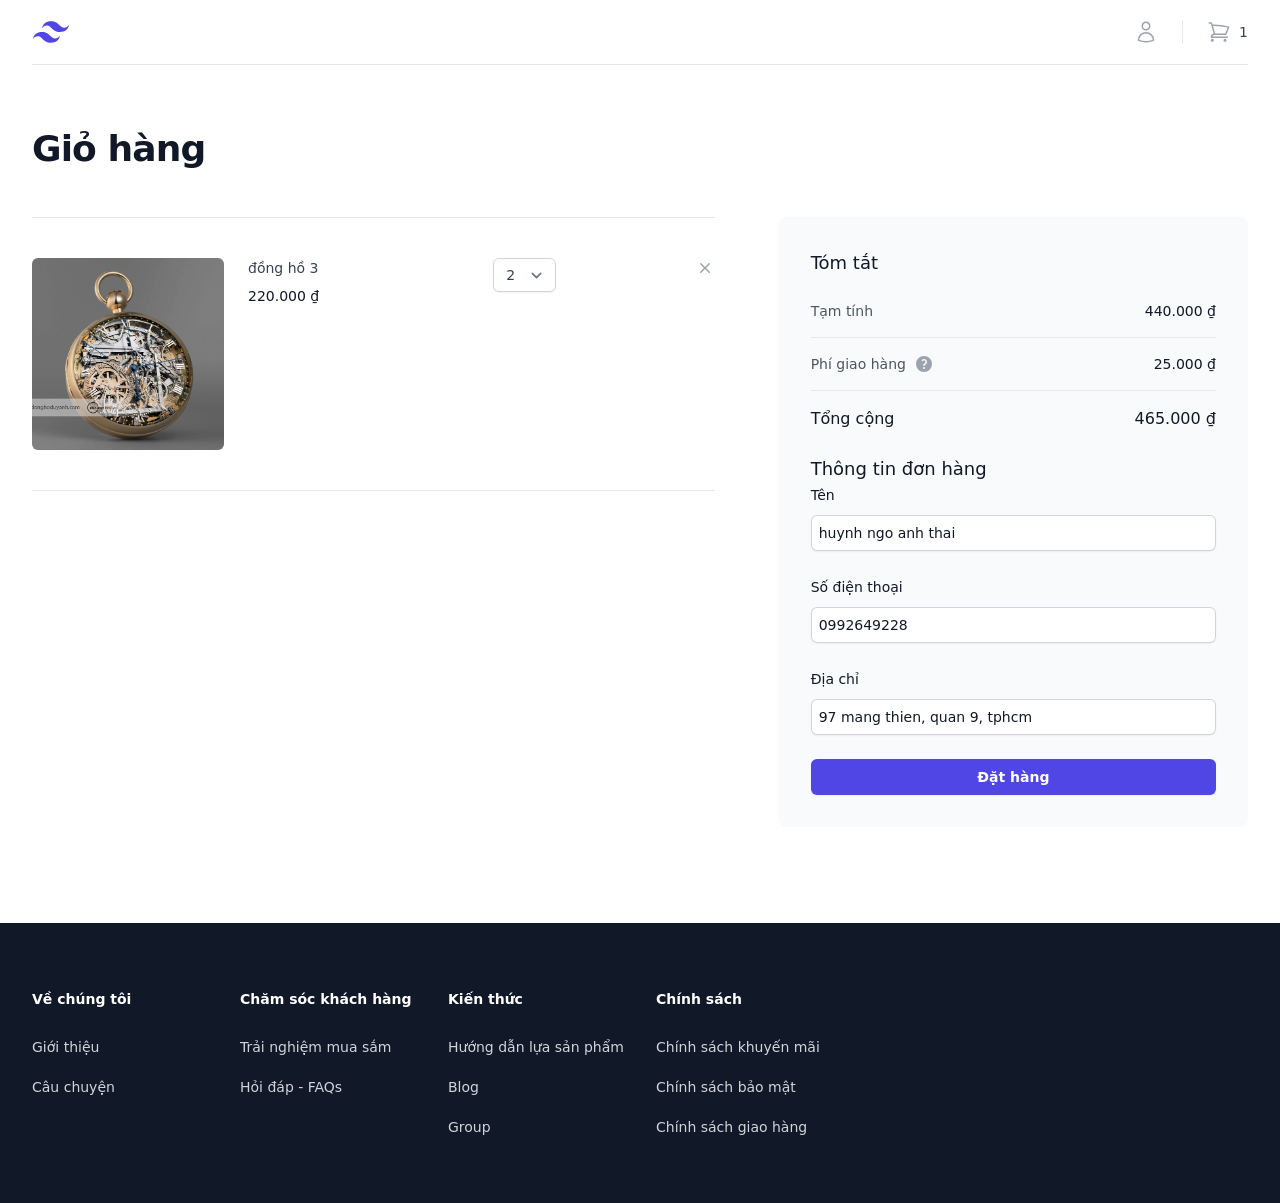 1
Giỏ hàng
đồng hồ 3
220.000 ₫
2
Tóm tắt
Tạm tính
440.000 ₫
Phí giao hàng
?
25.000 ₫
Tổng cộng
465.000 ₫
Thông tin đơn hàng
Tên
huynh ngo anh thai
Số điện thoại
0992649228
Địa chỉ
97 mang thien, quan 9, tphcm
Đặt hàng
Về chúng tôi
Giới thiệu
Câu chuyện
Chăm sóc khách hàng
Trải nghiệm mua sắm
Hỏi đáp - FAQs
Kiến thức
Hướng dẫn lựa sản phẩm
Blog
Group
Chính sách
Chính sách khuyến mãi
Chính sách bảo mật
Chính sách giao hàng